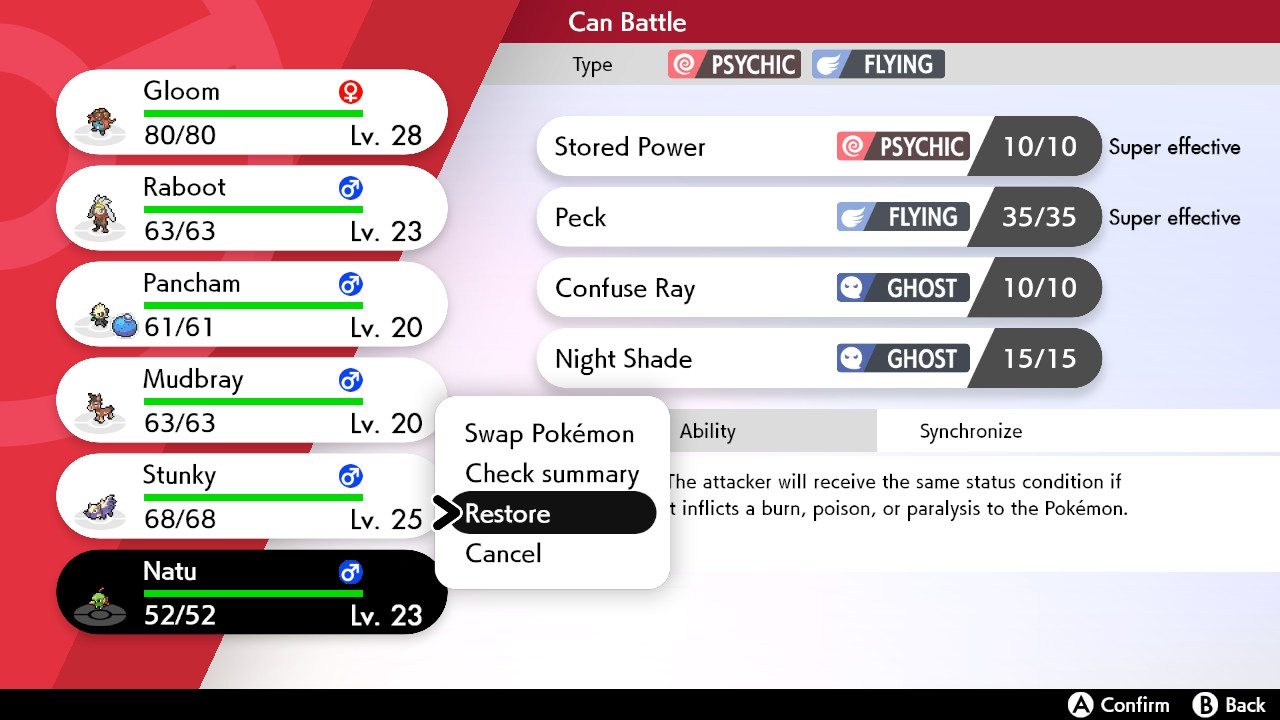 Can Battle
Type PSYCHIC FLYING
Gloom
80/80 Lv. 28
Raboot
63/63 Lv. 23
Pancham
61/61 Lv. 20
Mudbray
63/63 Lv. 20
Stunky
68/68 Lv. 25
Natu
52/52 Lv. 23
Stored Power PSYCHIC 10/10 Super effective
Peck FLYING 35/35 Super effective
Confuse Ray GHOST 10/10
Night Shade GHOST 15/15
Swap Pokémon
Check summary
Restore
Cancel
Ability Synchronize
The attacker will receive the same status condition if
t inflicts a burn, poison, or paralysis to the Pokémon.
A Confirm B Back